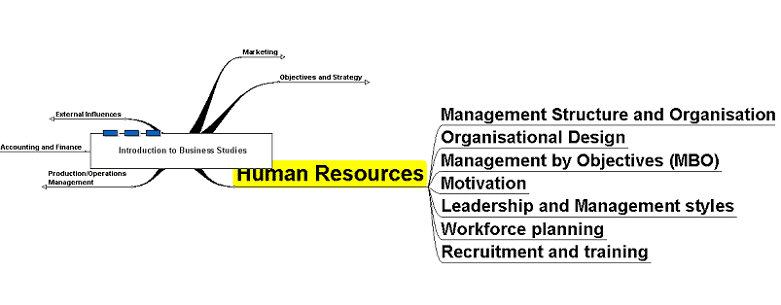 Marketing
Objectives and Strategy
External Influences
Accounting and Finance
Introduction to Business Studies
Production/Operations
Management
Human Resources
Management Structure and Organisation
Organisational Design
Management by Objectives (MBO)
Motivation
Leadership and Management styles
Workforce planning
Recruitment and training